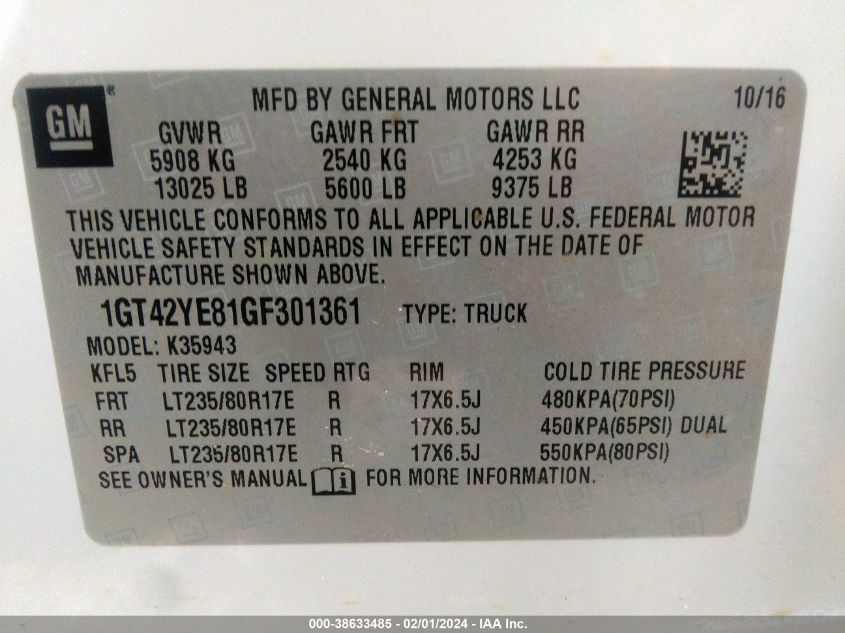 GM ® MFD BY GENERAL MOTORS LLC 10/16
GVWR GAWR FRT GAWR RR
5908 KG 2540 KG 4253 KG
13025 LB 5600 LB 9375 LB
THIS VEHICLE CONFORMS TO ALL APPLICABLE U.S. FEDERAL MOTOR
VEHICLE SAFETY STANDARDS IN EFFECT ON THE DATE OF
MANUFACTURE SHOWN ABOVE.
1GT42YE81GF301361 TYPE: TRUCK
MODEL: K35943
KFL5 TIRE SIZE SPEED RTG RIM COLD TIRE PRESSURE
FRT LT235/80R17E R 17X6.5J 480KPA(70PSI)
RR LT235/80R17E R 17X6.5J 450KPA(65PSI) DUAL
SPA LT235/80R17E R 17X6.5J 550KPA(80PSI)
SEE OWNER'S MANUAL i FOR MORE INFORMATION.
000-38633485 - 02/01/2024 - IAA Inc.